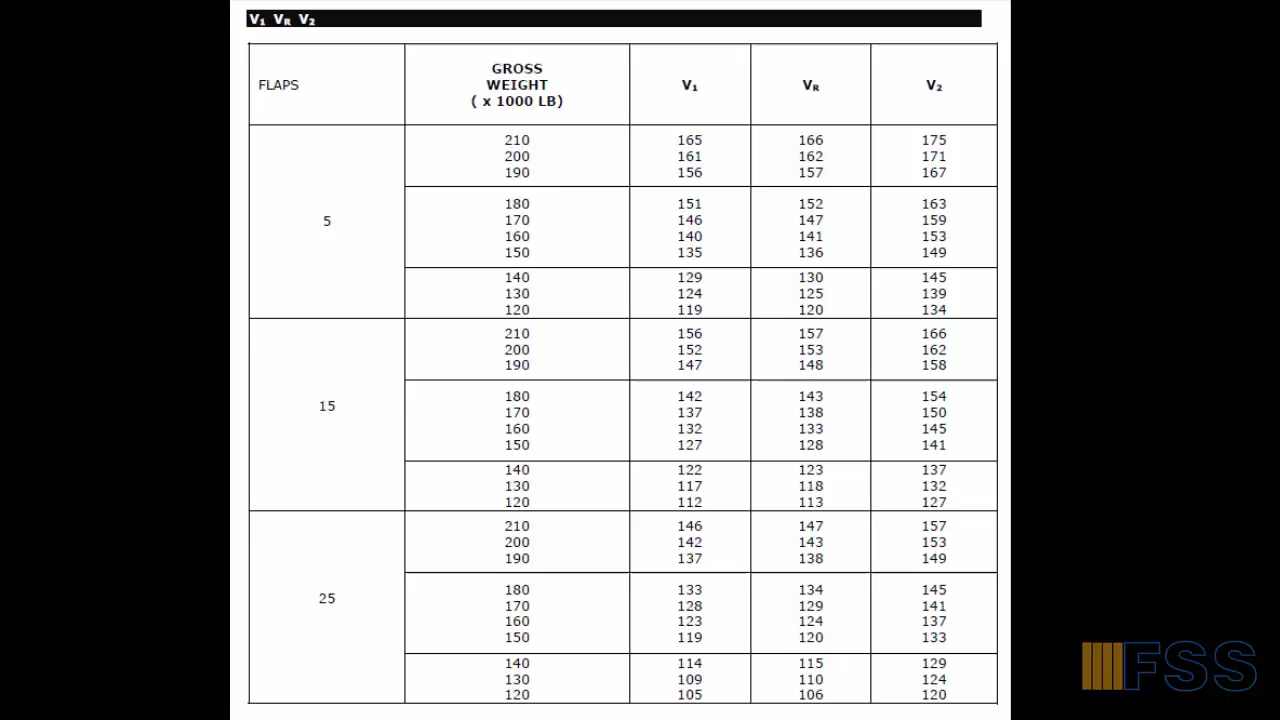 V1 VR V2
FLAPS GROSS WEIGHT ( x 1000 LB) V1 VR V2
5
210 165 166 175
200 161 162 171
190 156 157 167
180 151 152 163
170 146 147 159
160 140 141 153
150 135 136 149
140 129 130 145
130 124 125 139
120 119 120 134
15
210 156 157 166
200 152 153 162
190 147 148 158
180 142 143 154
170 137 138 150
160 132 133 145
150 127 128 141
140 122 123 137
130 117 118 132
120 112 113 127
25
210 146 147 157
200 142 143 153
190 137 138 149
180 133 134 145
170 128 129 141
160 123 124 137
150 119 120 133
140 114 115 129
130 109 110 124
120 105 106 120
FSS